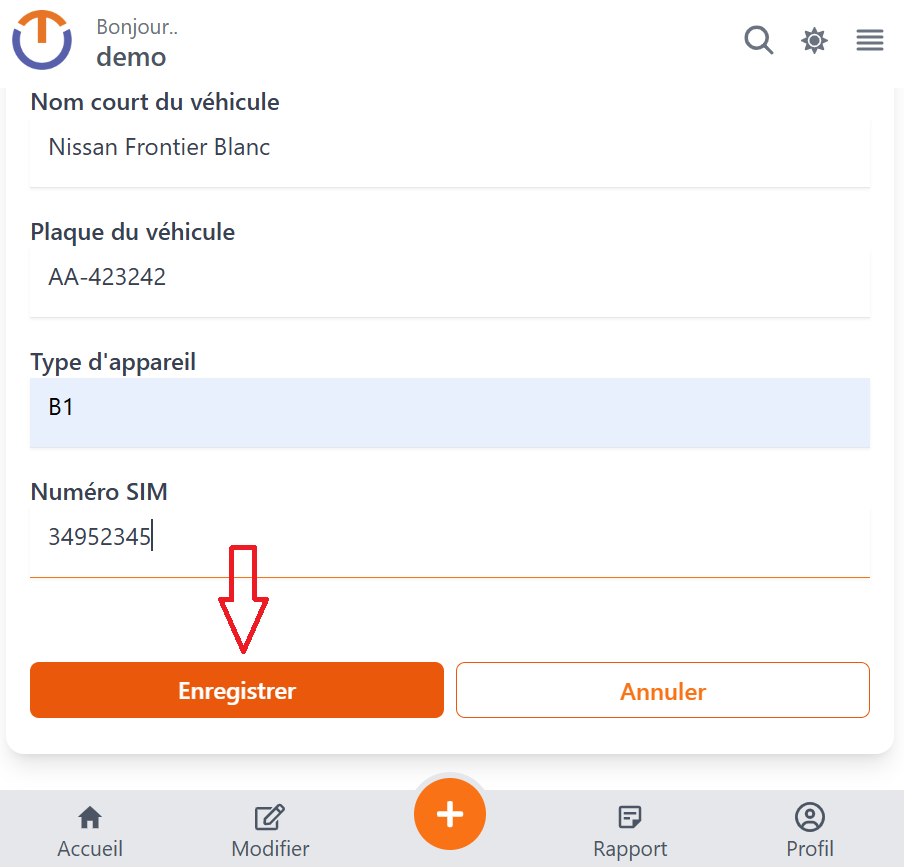 Bonjour..
demo
Nom court du véhicule
Nissan Frontier Blanc
Plaque du véhicule
AA-423242
Type d'appareil
B1
Numéro SIM
34952345
Enregistrer
Annuler
Accueil
Modifier
Rapport
Profil